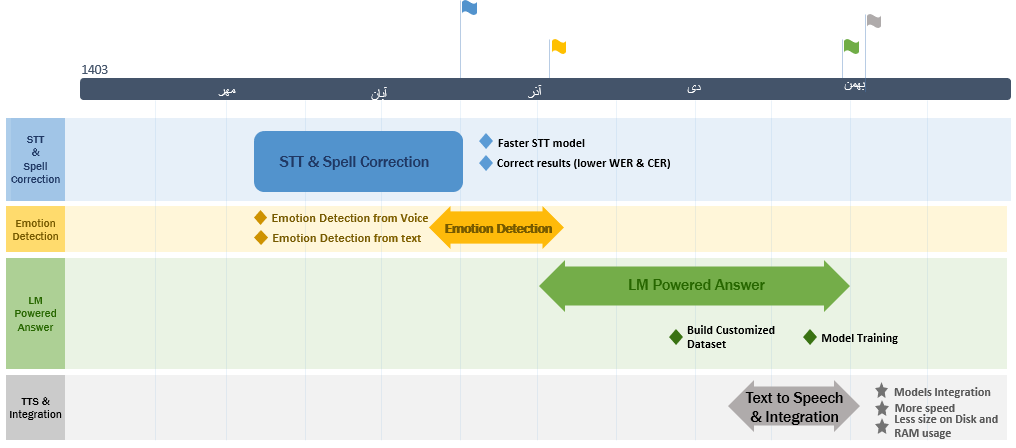 1403
مهر
آبان
آذر
دی
بهمن
STT
&
Spell
Correction
STT & Spell Correction
Faster STT model
Correct results (lower WER & CER)
Emotion
Detection
Emotion Detection from Voice
Emotion Detection from text
Emotion Detection
LM
Powered
Answer
LM Powered Answer
Build Customized
Dataset
Model Training
TTS &
Integration
Text to Speech
& Integration
Models Integration
More speed
Less size on Disk and
RAM usage